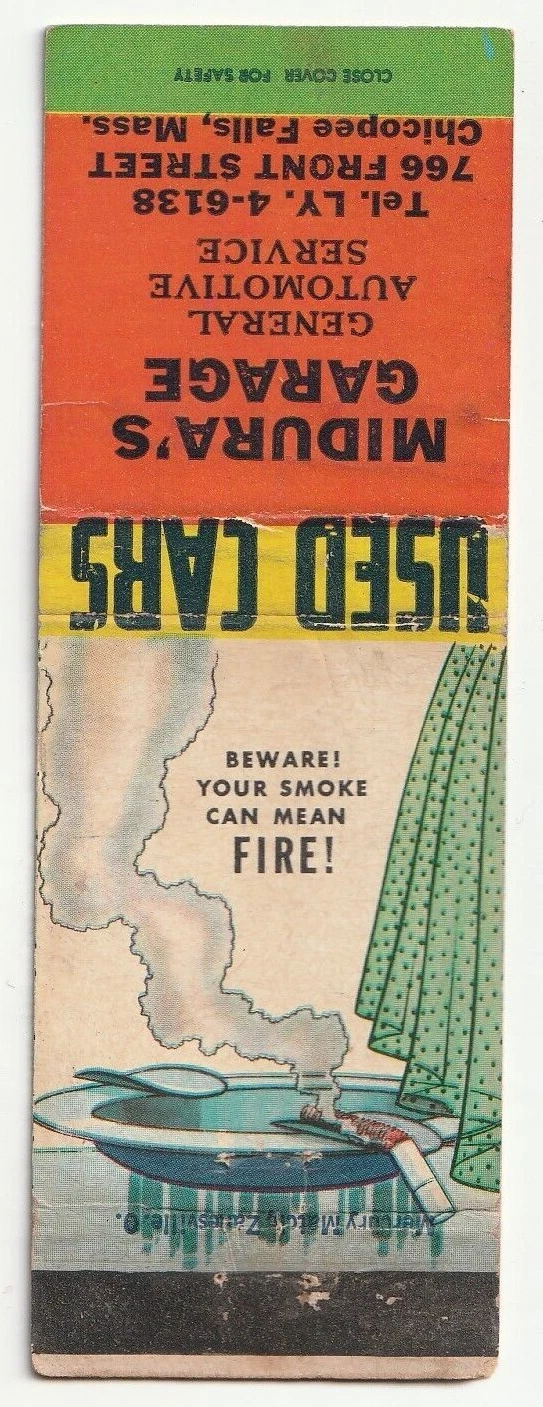 CLOSE COVER FOR SAFETY
MIDURA'S
GARAGE
GENERAL
AUTOMOTIVE
SERVICE
Tel. LY. 4-6138
766 FRONT STREET
Chicopee Falls, Mass.
USED CARS
BEWARE!
YOUR SMOKE
CAN MEAN
FIRE!
Mercury Match, Zanesville, O.